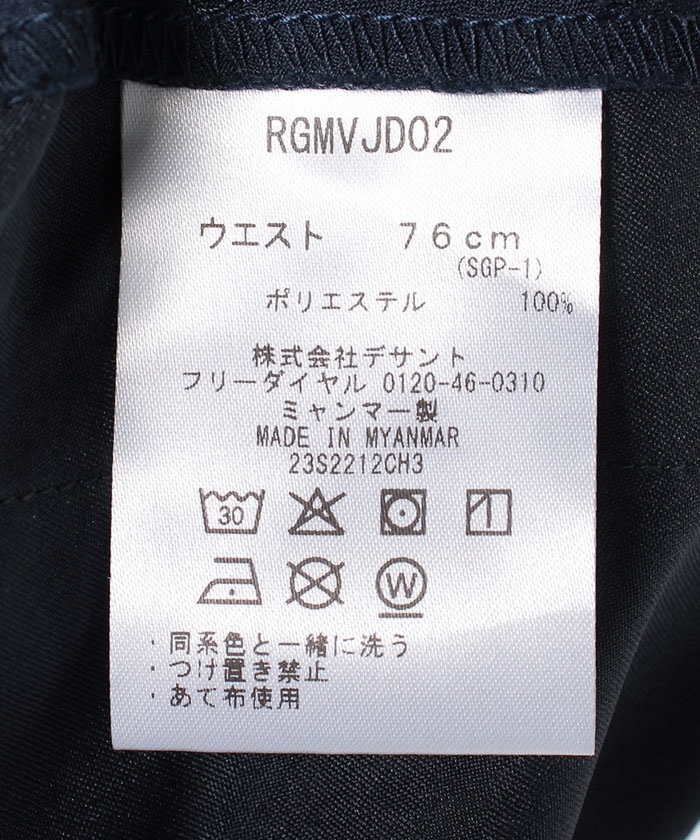 RGMVJD02
ウエスト 76cm
(SGP-1)
ポリエステル 100%
株式会社デサント
フリーダイヤル 0120-46-0310
ミャンマー製
MADE IN MYANMAR
23S2212CH3
30
W
・同系色と一緒に洗う
・つけ置き禁止
・あて布使用